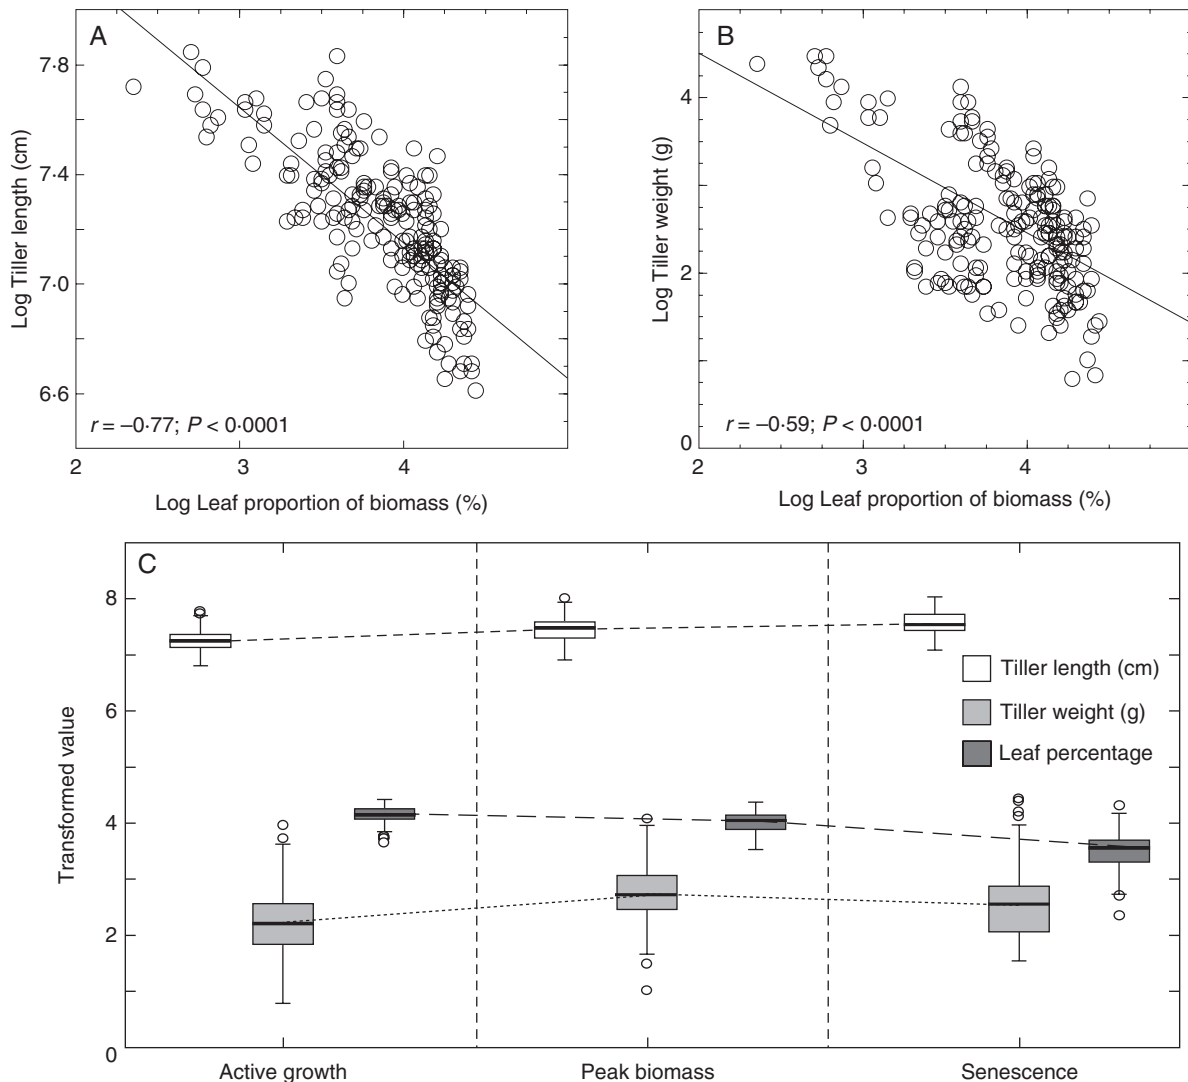 A
7·8
7·4
7·0
6·6
Log Tiller length (cm)
r = –0·77; P < 0·0001
2 3 4
Log Leaf proportion of biomass (%)
B
4
2
0
Log Tiller weight (g)
r = –0·59; P < 0·0001
2 3 4
Log Leaf proportion of biomass (%)
C
8
6
4
2
0
Transformed value
Tiller length (cm)
Tiller weight (g)
Leaf percentage
Active growth Peak biomass Senescence